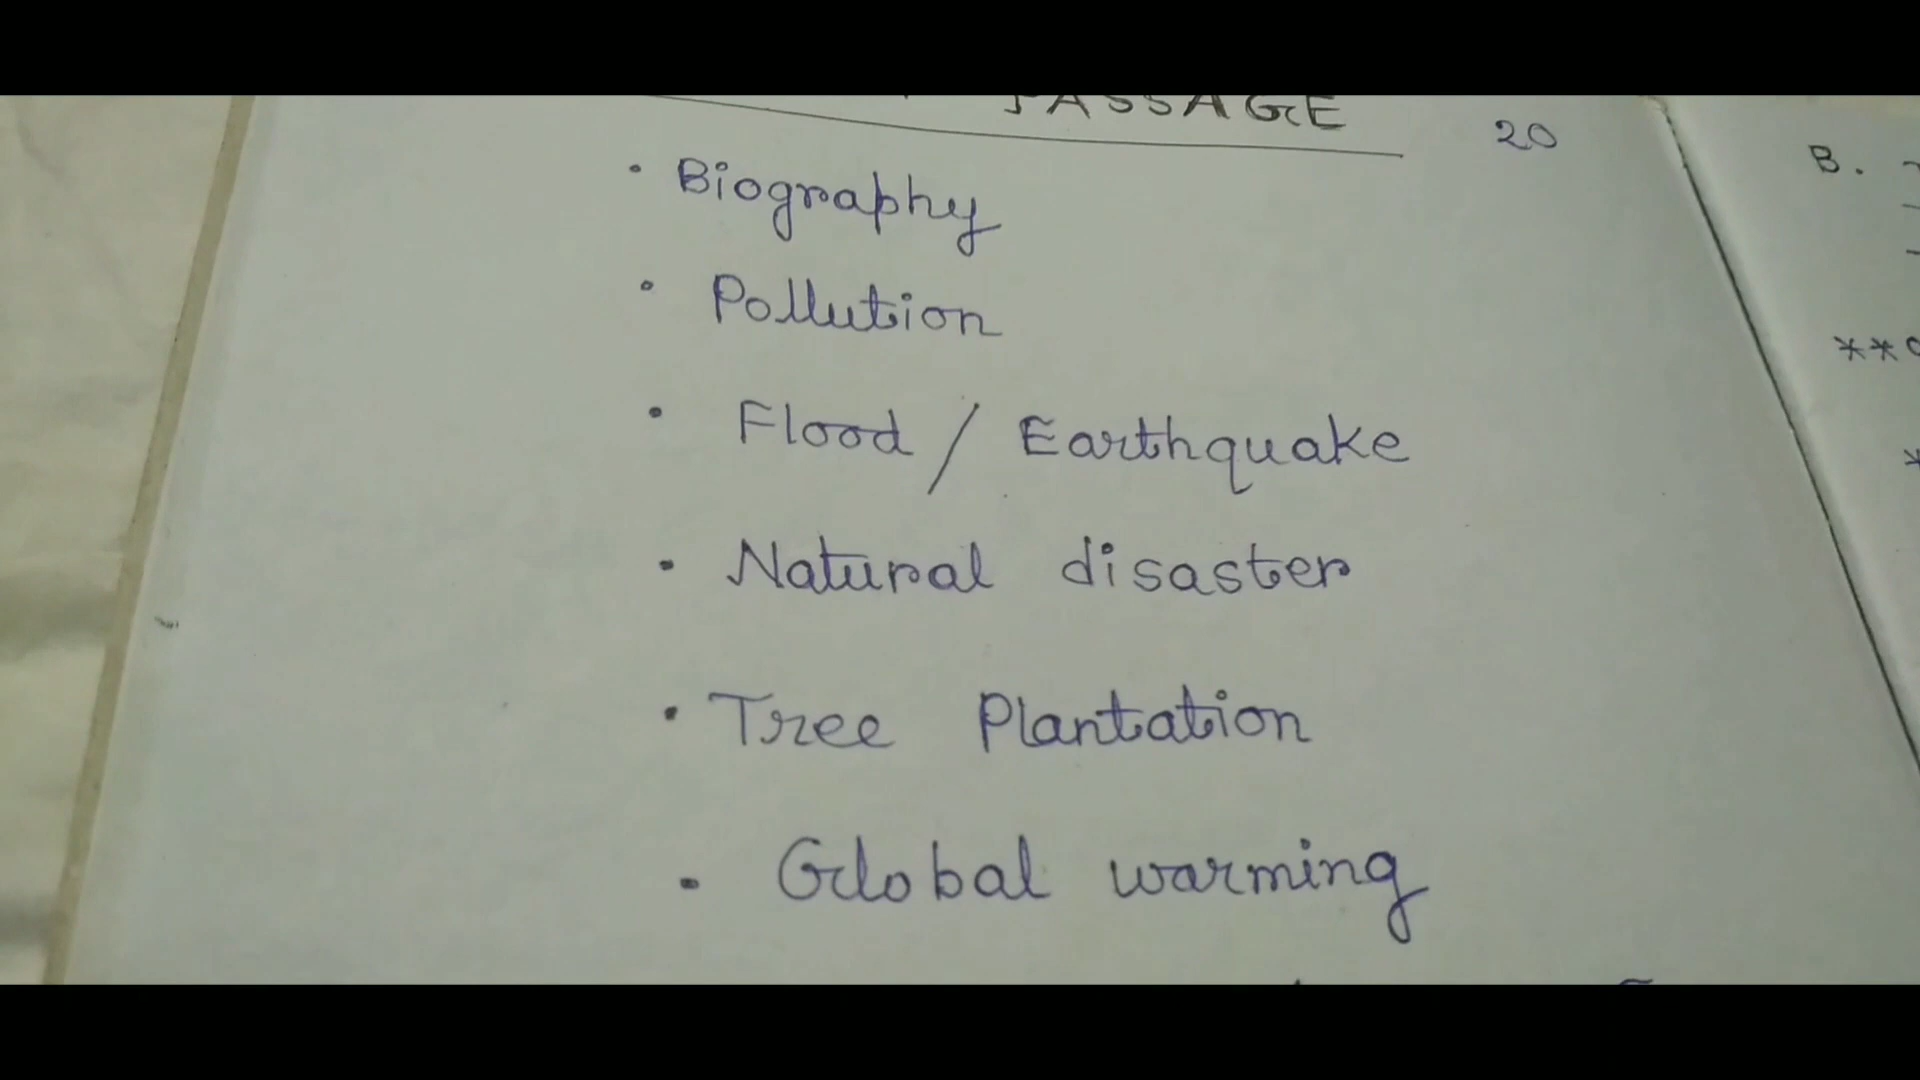 PASSAGE
20
• Biography
• Pollution
• Flood / Earthquake
• Natural disaster
• Tree Plantation
• Global warming
B.
**
*